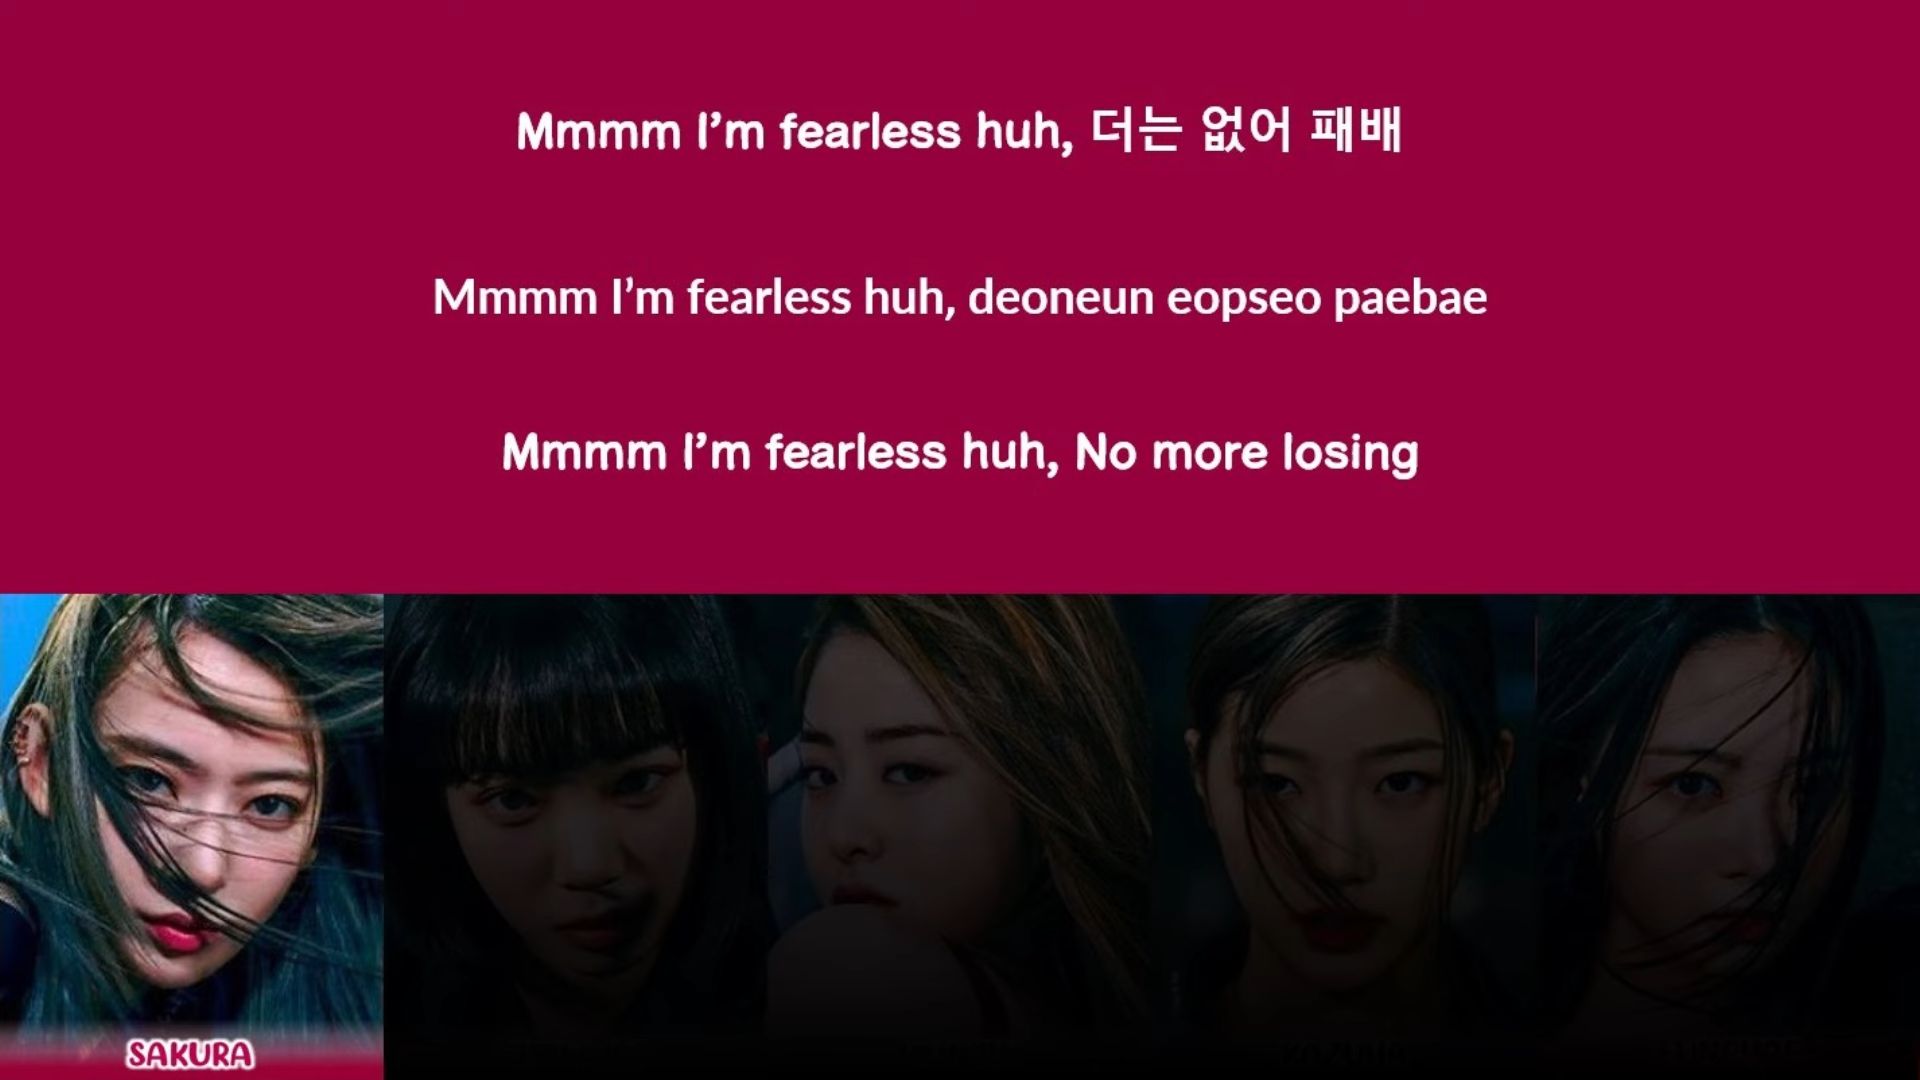 Mmmm I’m fearless huh, 더는 없어 패배
Mmmm I’m fearless huh, deoneun eopseo paebae
Mmmm I’m fearless huh, No more losing
SAKURA